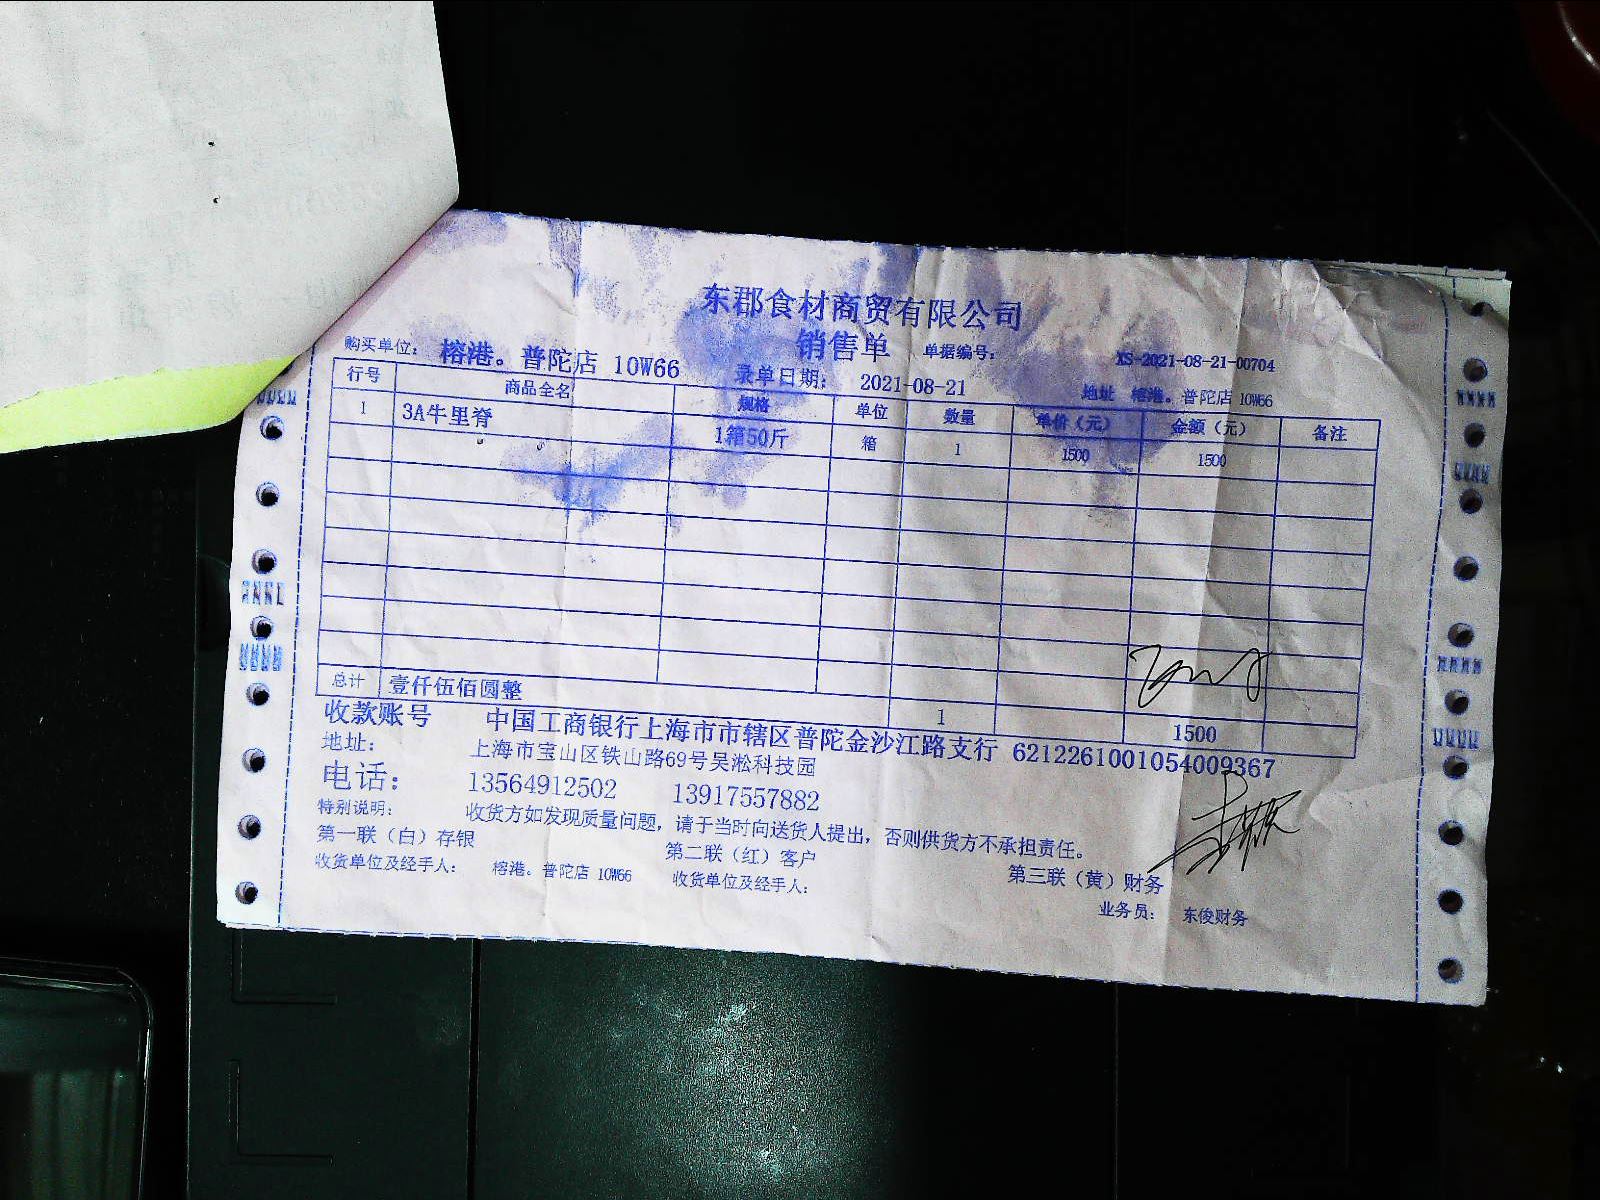 东郡食材商贸有限公司
销售单
购买单位： 榕港。普陀店 10W66 录单日期： 2021-08-21 单据编号： XS-2021-08-21-00704
地址 榕港。普陀店 10W66
行号 商品全名 规格 单位 数量 单价（元） 金额（元） 备注
1 3A牛里脊 1箱50斤 箱 1 1500 1500
总计 壹仟伍佰圆整 1 1500
收款账号 中国工商银行上海市市辖区普陀金沙江路支行 6212261001054009367
地址： 上海市宝山区铁山路69号吴淞科技园
电话： 13564912502 13917557882
特别说明： 收货方如发现质量问题，请于当时向送货人提出，否则供货方不承担责任。
第一联（白）存银 第二联（红）客户 第三联（黄）财务
收货单位及经手人： 榕港。普陀店 10W66 收货单位及经手人： 业务员： 东俊财务